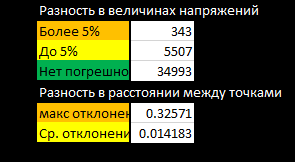 Разность в величинах напряжений
Более 5% 343
До 5% 5507
Нет погрешно 34993
Разность в расстоянии между точками
макс отклонен 0.32571
Ср. отклонени 0.014183